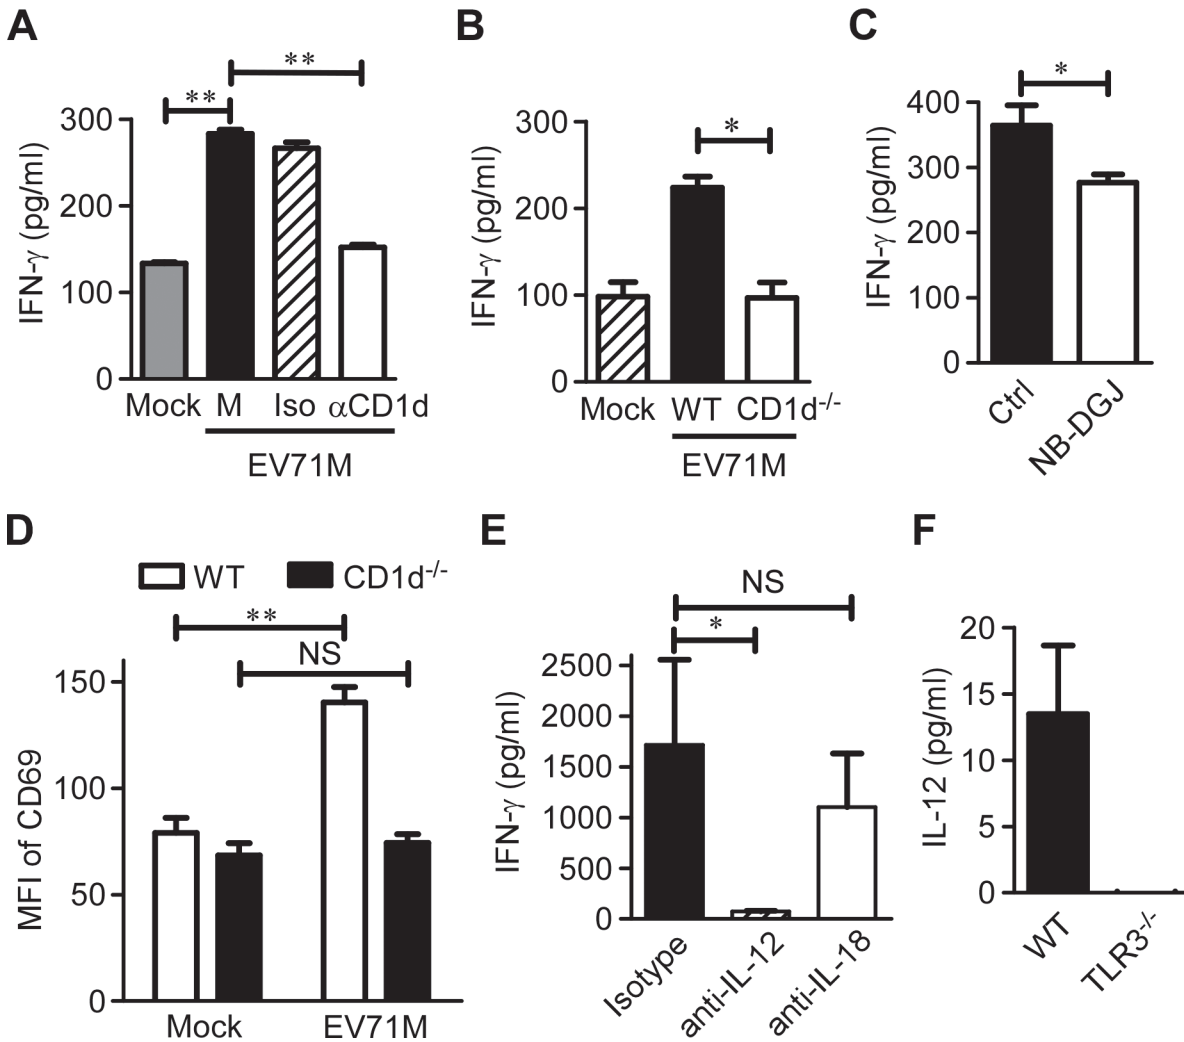 A
**
**
300
200
100
0
IFN-γ (pg/ml)
Mock M Iso αCD1d
EV71M
B
*
300
200
100
0
IFN-γ (pg/ml)
Mock WT CD1d-/-
EV71M
C
*
400
300
200
100
0
IFN-γ (pg/ml)
Ctrl
NB-DGJ
D
WT CD1d-/-
**
NS
150
100
50
0
MFI of CD69
Mock EV71M
E
NS
*
2500
2000
1500
1000
500
0
IFN-γ (pg/ml)
Isotype
anti-IL-12
anti-IL-18
F
20
15
10
5
0
IL-12 (pg/ml)
WT
TLR3-/-